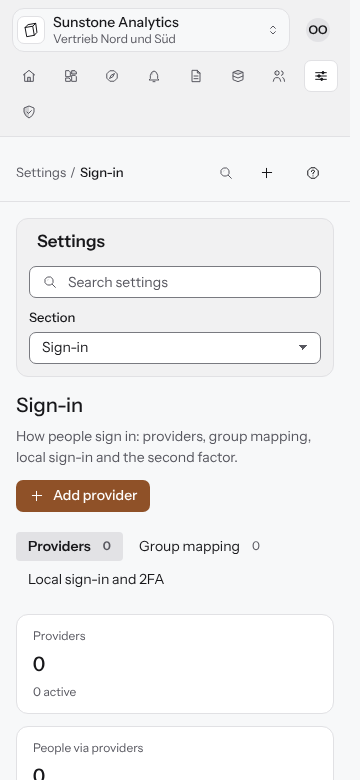 Sunstone Analytics
Vertrieb Nord und Süd
OO
Settings / Sign-in
Settings
Search settings
Section
Sign-in
Sign-in
How people sign in: providers, group mapping,
local sign-in and the second factor.
Add provider
Providers 0 Group mapping 0
Local sign-in and 2FA
Providers
0
0 active
People via providers
0